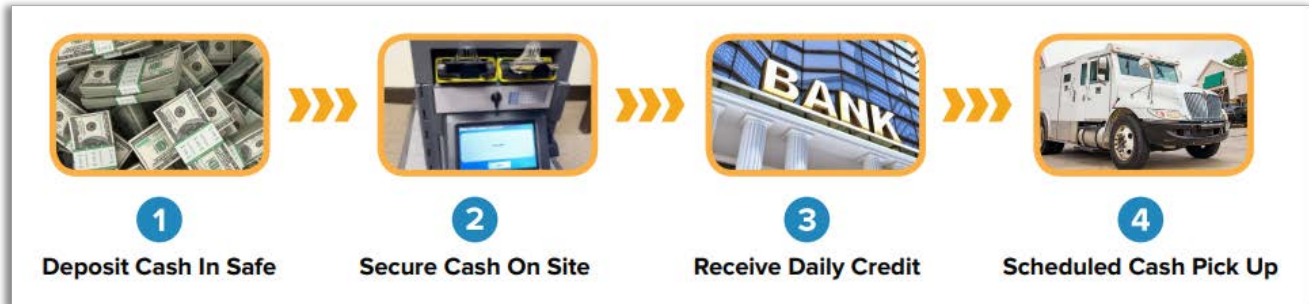 BANK
1
2
3
4
Deposit Cash In Safe
Secure Cash On Site
Receive Daily Credit
Scheduled Cash Pick Up